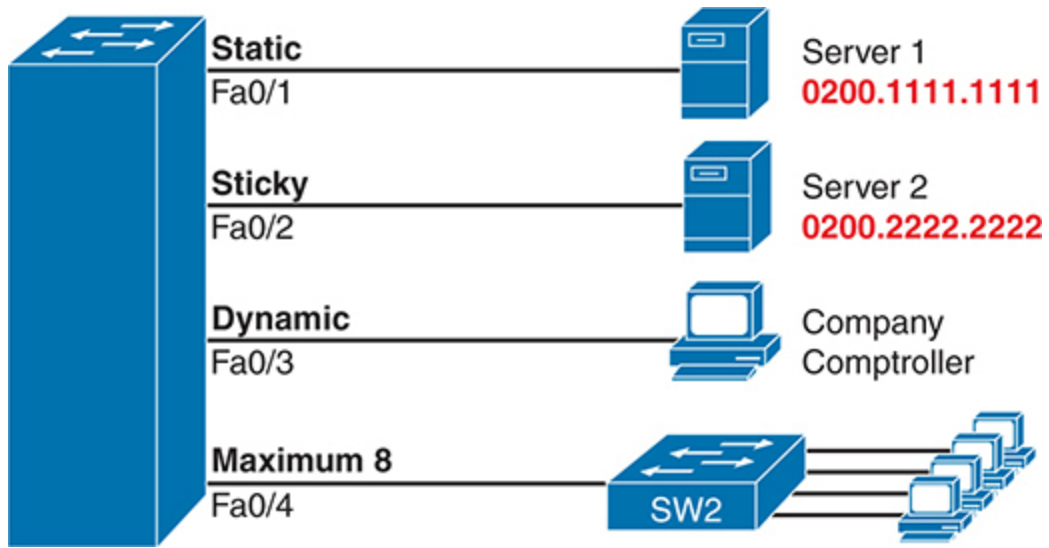 Static
Fa0/1
Server 1
0200.1111.1111
Sticky
Fa0/2
Server 2
0200.2222.2222
Dynamic
Fa0/3
Company
Comptroller
Maximum 8
Fa0/4
SW2